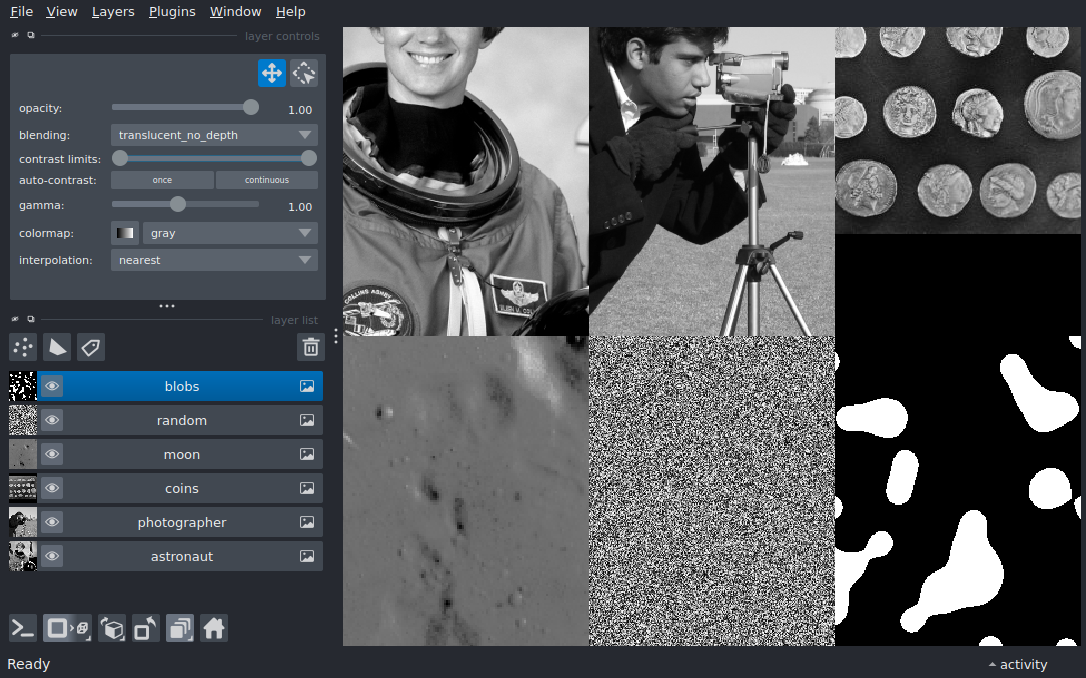 File View Layers Plugins Window Help
layer controls
opacity: 1.00
blending: translucent_no_depth
contrast limits:
auto-contrast: once continuous
gamma: 1.00
colormap: gray
interpolation: nearest
layer list
blobs
random
moon
coins
photographer
astronaut
Ready
activity